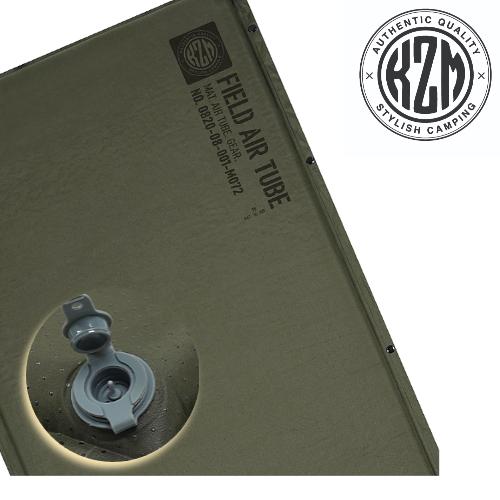 AUTHENTIC QUALITY
KZM
STYLISH CAMPING
KZM
FIELD AIR TUBE
MAT. AIR TUBE. GEAR.
NO. 0820-08-001-M072